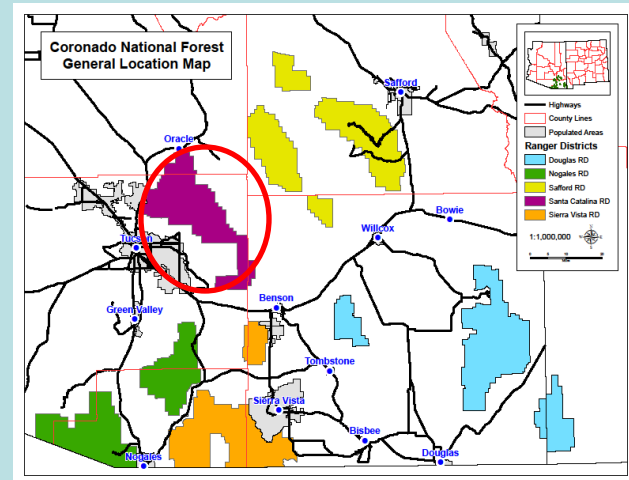 Coronado National Forest
General Location Map
Safford
Oracle
Bowie
Willcox
Tucson
Benson
Green Valley
Tombstone
Sierra Vista
Bisbee
Douglas
Nogales
Highways
County Lines
Populated Areas
Ranger Districts
Douglas RD
Nogales RD
Safford RD
Santa Catalina RD
Sierra Vista RD
1:1,000,000